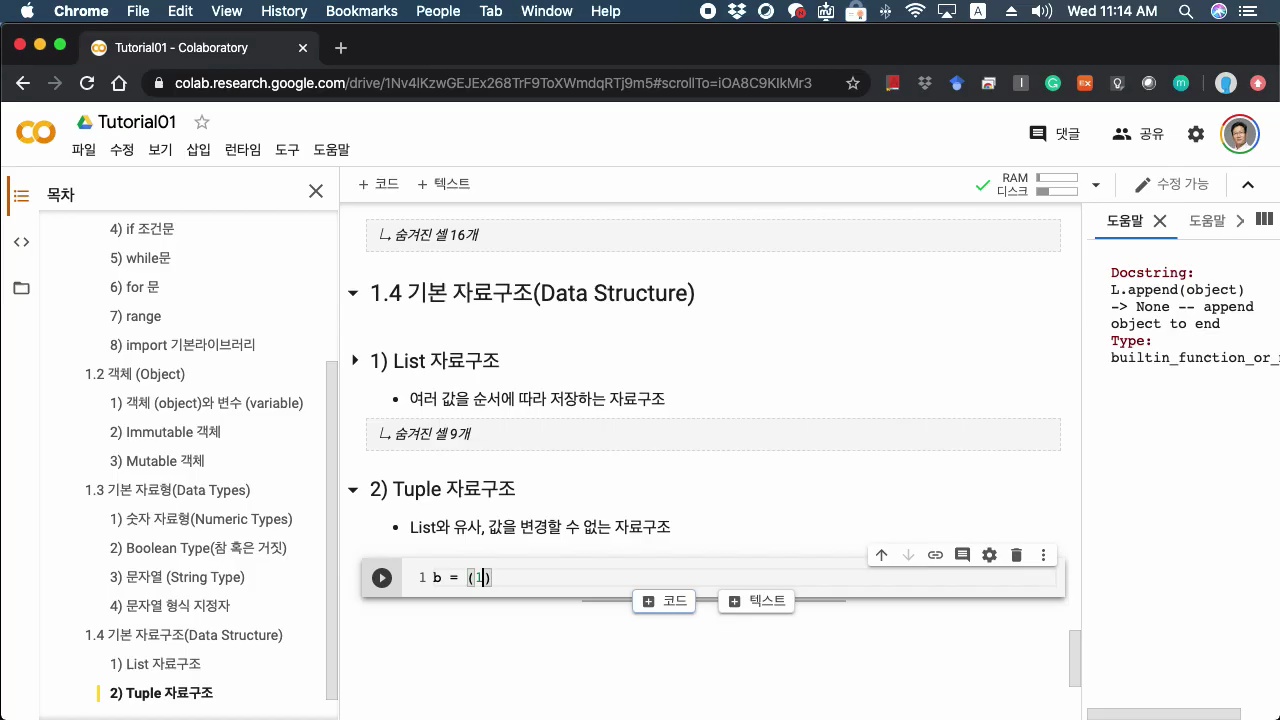 Chrome File Edit View History Bookmarks People Tab Window Help
A
Wed 11:14 AM
Tutorial01 - Colaboratory
colab.research.google.com/drive/1Nv4lKzwGEJEx268TrF9ToXWmdqRTj9m5#scrollTo=iOA8C9KIkMr3
Tutorial01
댓글
공유
파일 수정 보기 삽입 런타임 도구 도움말
목차
+ 코드 + 텍스트
RAM
디스크
수정 가능
4) if 조건문
5) while문
6) for 문
7) range
8) import 기본라이브러리
1.2 객체 (Object)
1) 객체 (object)와 변수 (variable)
2) Immutable 객체
3) Mutable 객체
1.3 기본 자료형(Data Types)
1) 숫자 자료형(Numeric Types)
2) Boolean Type(참 혹은 거짓)
3) 문자열 (String Type)
4) 문자열 형식 지정자
1.4 기본 자료구조(Data Structure)
1) List 자료구조
2) Tuple 자료구조
숨겨진 셀 16개
1.4 기본 자료구조(Data Structure)
1) List 자료구조
• 여러 값을 순서에 따라 저장하는 자료구조
숨겨진 셀 9개
2) Tuple 자료구조
• List와 유사, 값을 변경할 수 없는 자료구조
1 b = (1)
코드 텍스트
도움말 도움말
Docstring:
L.append(object)
-> None -- append
object to end
Type:
builtin_function_or_